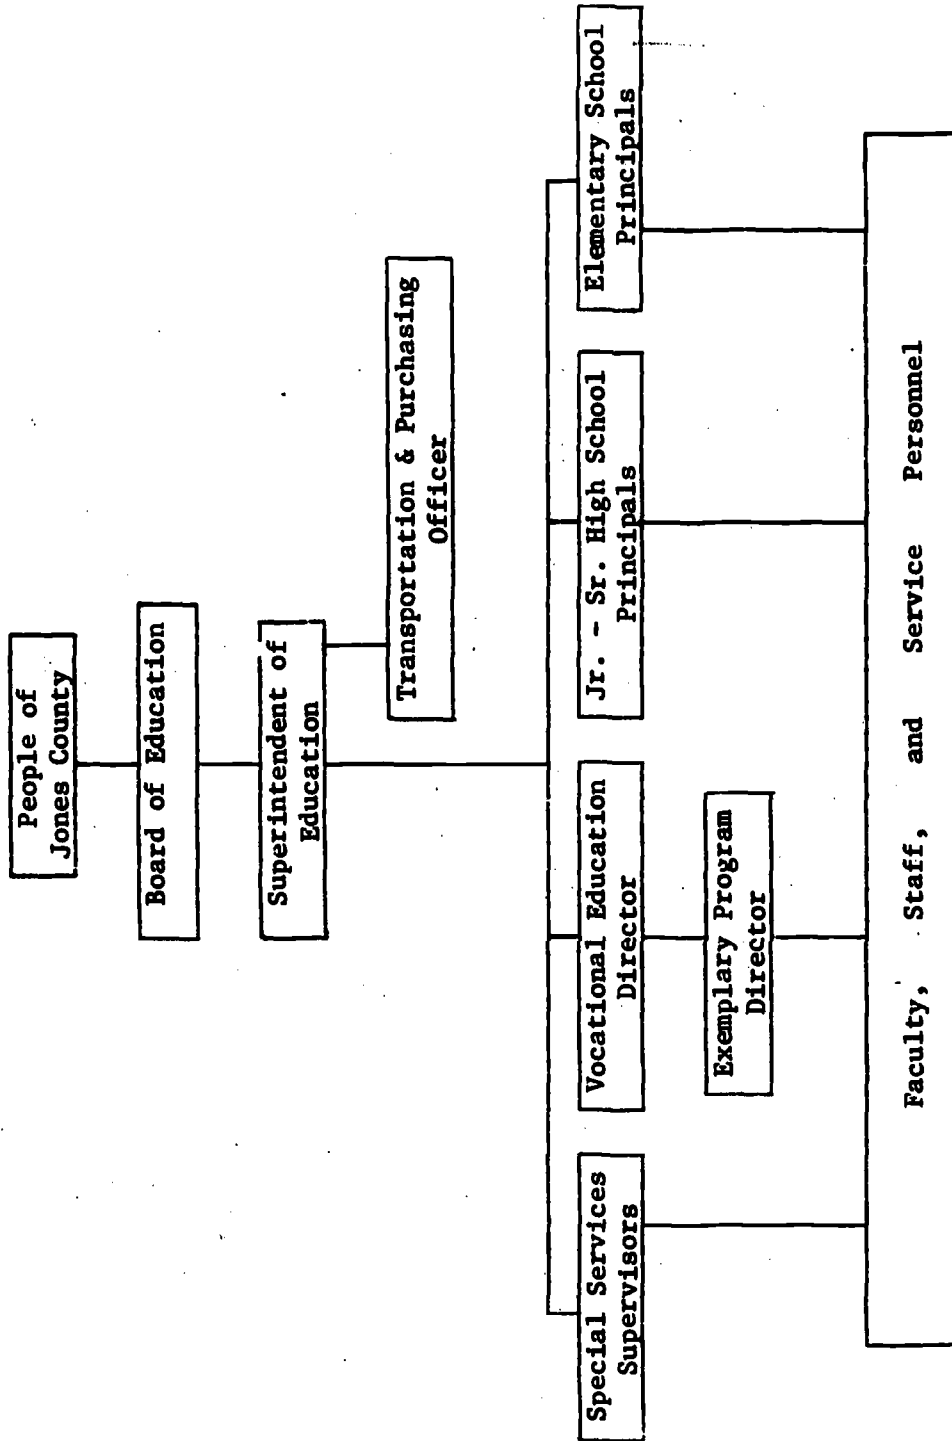 People of
Jones County
Board of Education
Superintendent of
Education
Transportation & Purchasing
Officer
Special Services
Supervisors
Vocational Education
Director
Jr. - Sr. High School
Principals
Elementary School
Principals
Exemplary Program
Director
Faculty, Staff, and Service Personnel